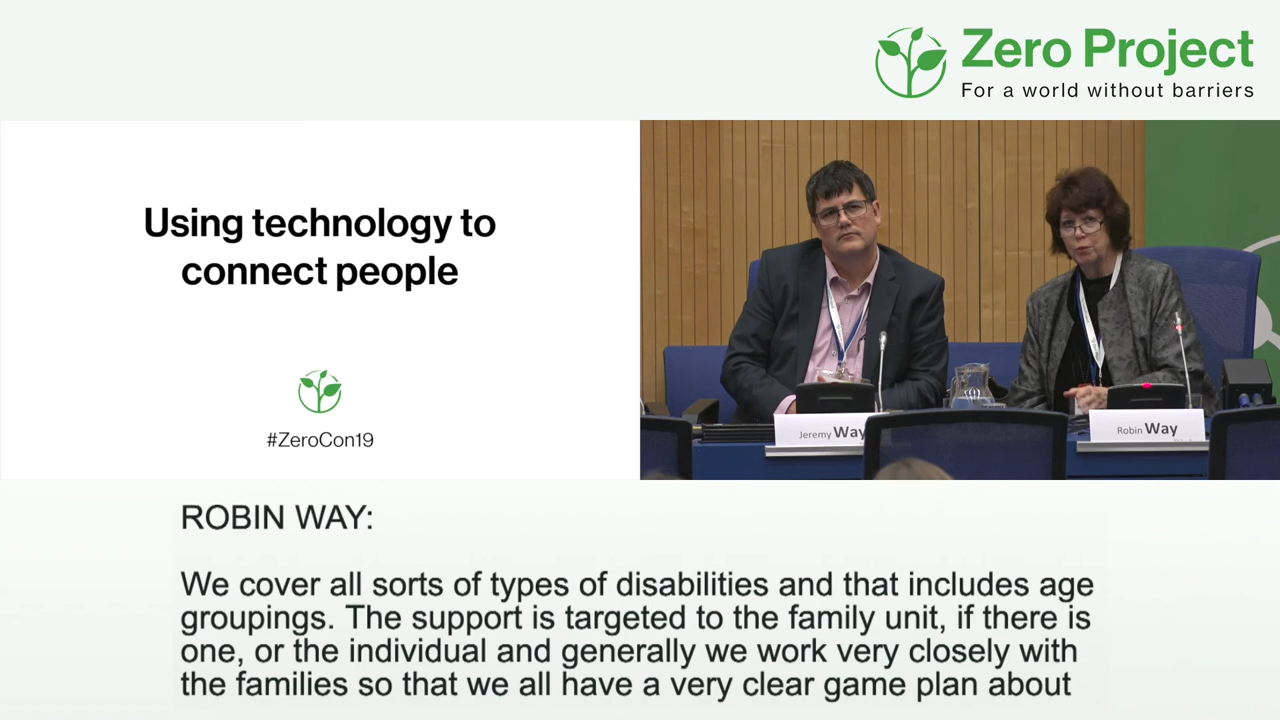 Zero Project
For a world without barriers
Using technology to
connect people
#ZeroCon19
Jeremy Way
Robin Way
ROBIN WAY:
We cover all sorts of types of disabilities and that includes age
groupings. The support is targeted to the family unit, if there is
one, or the individual and generally we work very closely with
the families so that we all have a very clear game plan about